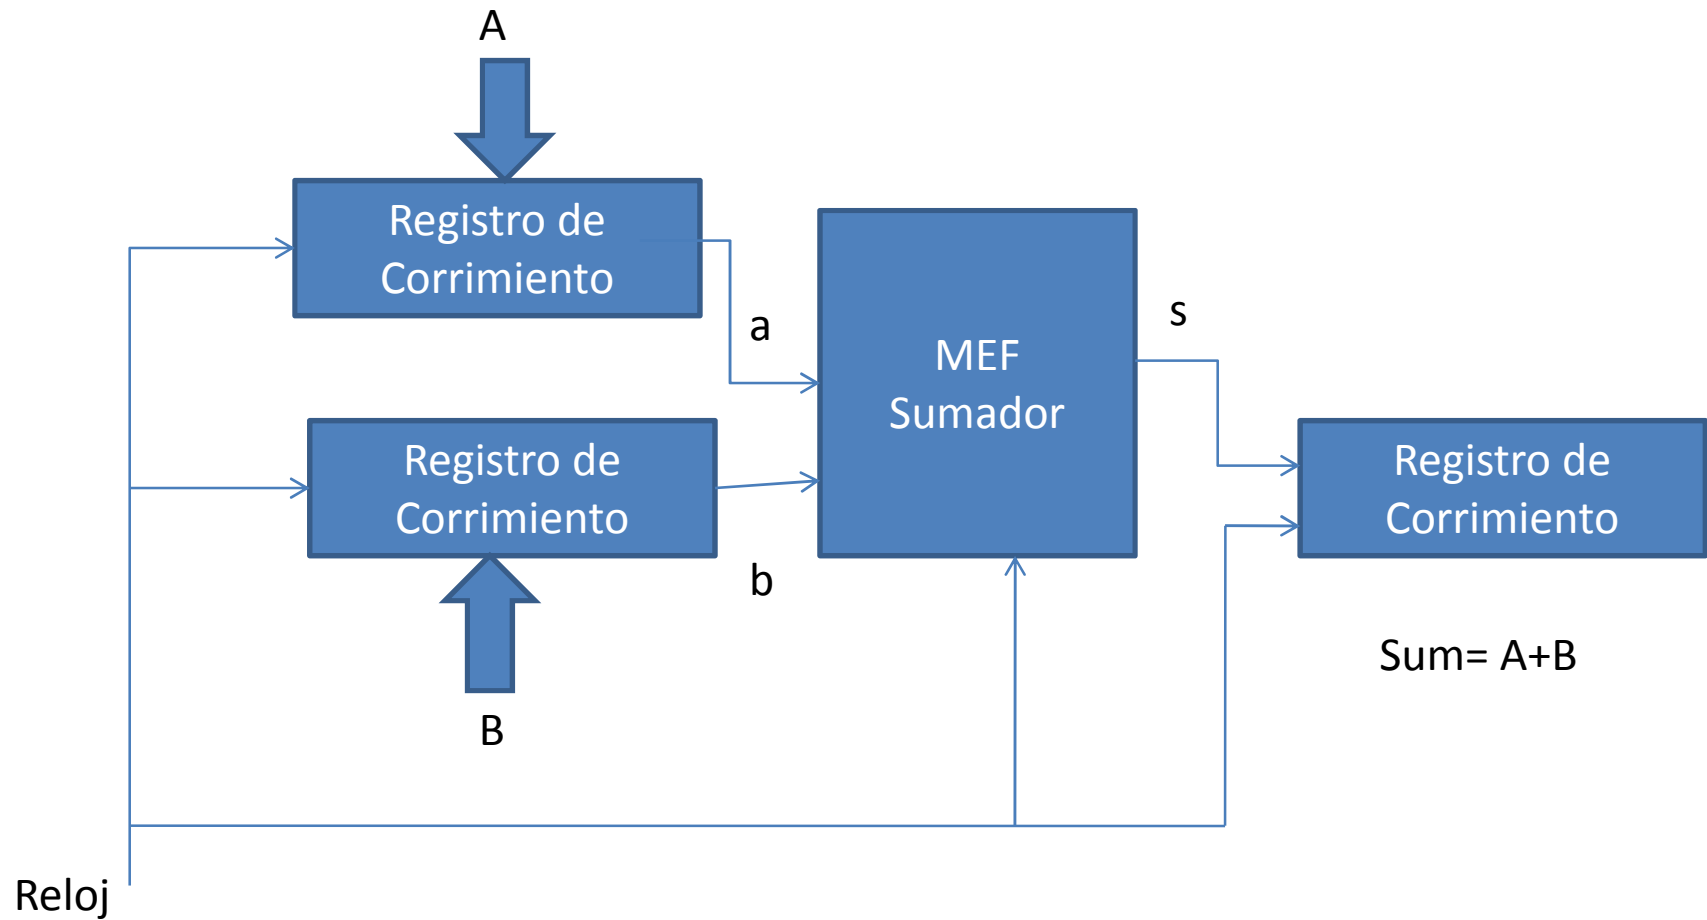 A
Registro de
Corrimiento
a
MEF
Sumador
s
Registro de
Corrimiento
b
B
Registro de
Corrimiento
Sum= A+B
Reloj